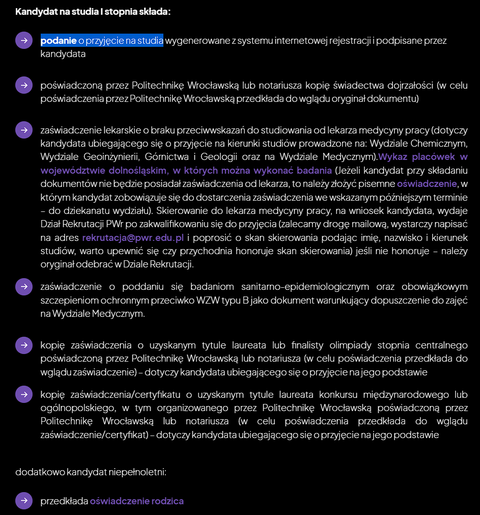 Kandydat na studia I stopnia składa:
podanie o przyjęcie na studia wygenerowane z systemu internetowej rejestracji i podpisane przez
kandydata
poświadczoną przez Politechnikę Wrocławską lub notariusza kopię świadectwa dojrzałości (w celu
poświadczenia przez Politechnikę Wrocławską przedkłada do wglądu oryginał dokumentu)
zaświadczenie lekarskie o braku przeciwwskazań do studiowania od lekarza medycyny pracy (dotyczy
kandydata ubiegającego się o przyjęcie na kierunki studiów prowadzone na: Wydziale Chemicznym,
Wydziale Geoinżynierii, Górnictwa i Geologii oraz na Wydziale Medycznym).Wykaz placówek w
województwie dolnośląskim, w których można wykonać badania (Jeżeli kandydat przy składaniu
dokumentów nie będzie posiadał zaświadczenia od lekarza, to należy złożyć pisemne oświadczenie, w
którym kandydat zobowiązuje się do dostarczenia zaświadczenia we wskazanym późniejszym terminie
– do dziekanatu wydziału). Skierowanie do lekarza medycyny pracy, na wniosek kandydata, wydaje
Dział Rekrutacji PWr po zakwalifikowaniu się do przyjęcia (zalecamy drogę mailową, wystarczy napisać
na adres rekrutacja@pwr.edu.pl i poprosić o skan skierowania podając imię, nazwisko i kierunek
studiów, warto upewnić się czy przychodnia honoruje skan skierowania) jeśli nie honoruje – należy
oryginał odebrać w Dziale Rekrutacji.
zaświadczenie o poddaniu się badaniom sanitarno-epidemiologicznym oraz obowiązkowym
szczepieniom ochronnym przeciwko WZW typu B jako dokument warunkujący dopuszczenie do zajęć
na Wydziale Medycznym.
kopię zaświadczenia o uzyskanym tytule laureata lub finalisty olimpiady stopnia centralnego
poświadczoną przez Politechnikę Wrocławską lub notariusza (w celu poświadczenia przedkłada do
wglądu zaświadczenie) – dotyczy kandydata ubiegającego się o przyjęcie na jego podstawie
kopię zaświadczenia/certyfikatu o uzyskanym tytule laureata konkursu międzynarodowego lub
ogólnopolskiego, w tym organizowanego przez Politechnikę Wrocławską poświadczoną przez
Politechnikę Wrocławską lub notariusza (w celu poświadczenia przedkłada do wglądu
zaświadczenie/certyfikat) – dotyczy kandydata ubiegającego się o przyjęcie na jego podstawie
dodatkowo kandydat niepełnoletni:
przedkłada oświadczenie rodzica